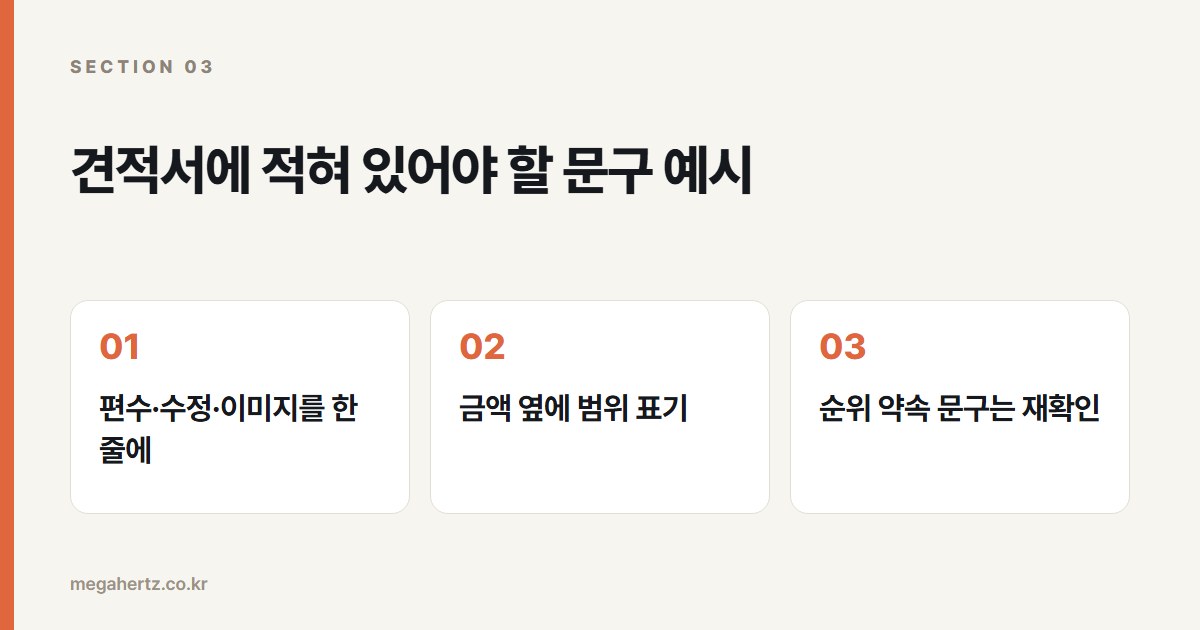 SECTION 03
견적서에 적혀 있어야 할 문구 예시
01
편수·수정·이미지를 한
줄에
02
금액 옆에 범위 표기
03
순위 약속 문구는 재확인
megahertz.co.kr